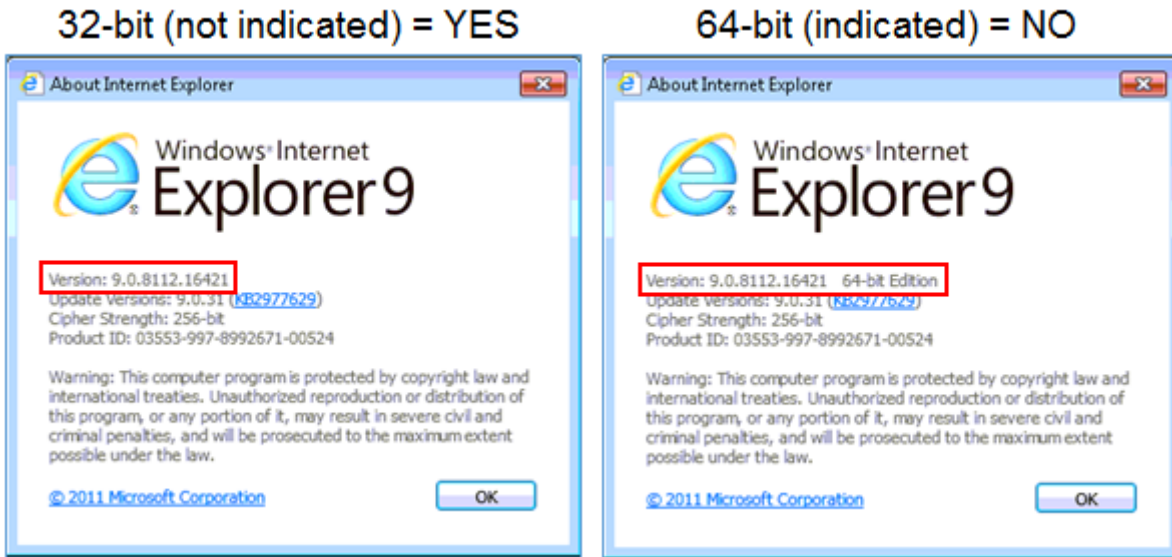 32-bit (not indicated) = YES
About Internet Explorer
Windows® Internet
Explorer 9
Version: 9.0.8112.16421
Update Versions: 9.0.31 (KB2977629)
Cipher Strength: 256-bit
Product ID: 03553-997-8992671-00524
Warning: This computer program is protected by copyright law and
international treaties. Unauthorized reproduction or distribution of
this program, or any portion of it, may result in severe civil and
criminal penalties, and will be prosecuted to the maximum extent
possible under the law.
© 2011 Microsoft Corporation
OK
64-bit (indicated) = NO
About Internet Explorer
Windows® Internet
Explorer 9
Version: 9.0.8112.16421 64-bit Edition
Update Versions: 9.0.31 (KB2977629)
Cipher Strength: 256-bit
Product ID: 03553-997-8992671-00524
Warning: This computer program is protected by copyright law and
international treaties. Unauthorized reproduction or distribution of
this program, or any portion of it, may result in severe civil and
criminal penalties, and will be prosecuted to the maximum extent
possible under the law.
© 2011 Microsoft Corporation
OK